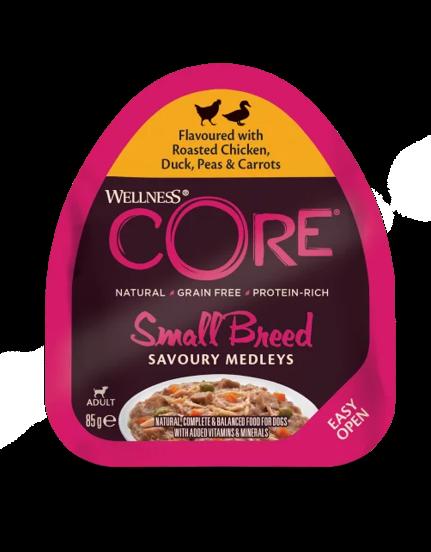 Flavoured with
Roasted Chicken,
Duck, Peas & Carrots
WELLNESS®
CORE®
NATURAL GRAIN FREE PROTEIN-RICH
Small Breed
SAVOURY MEDLEYS
ADULT
85g℮
NATURAL, COMPLETE & BALANCED FOOD FOR DOGS
WITH ADDED VITAMINS & MINERALS
EASY
OPEN